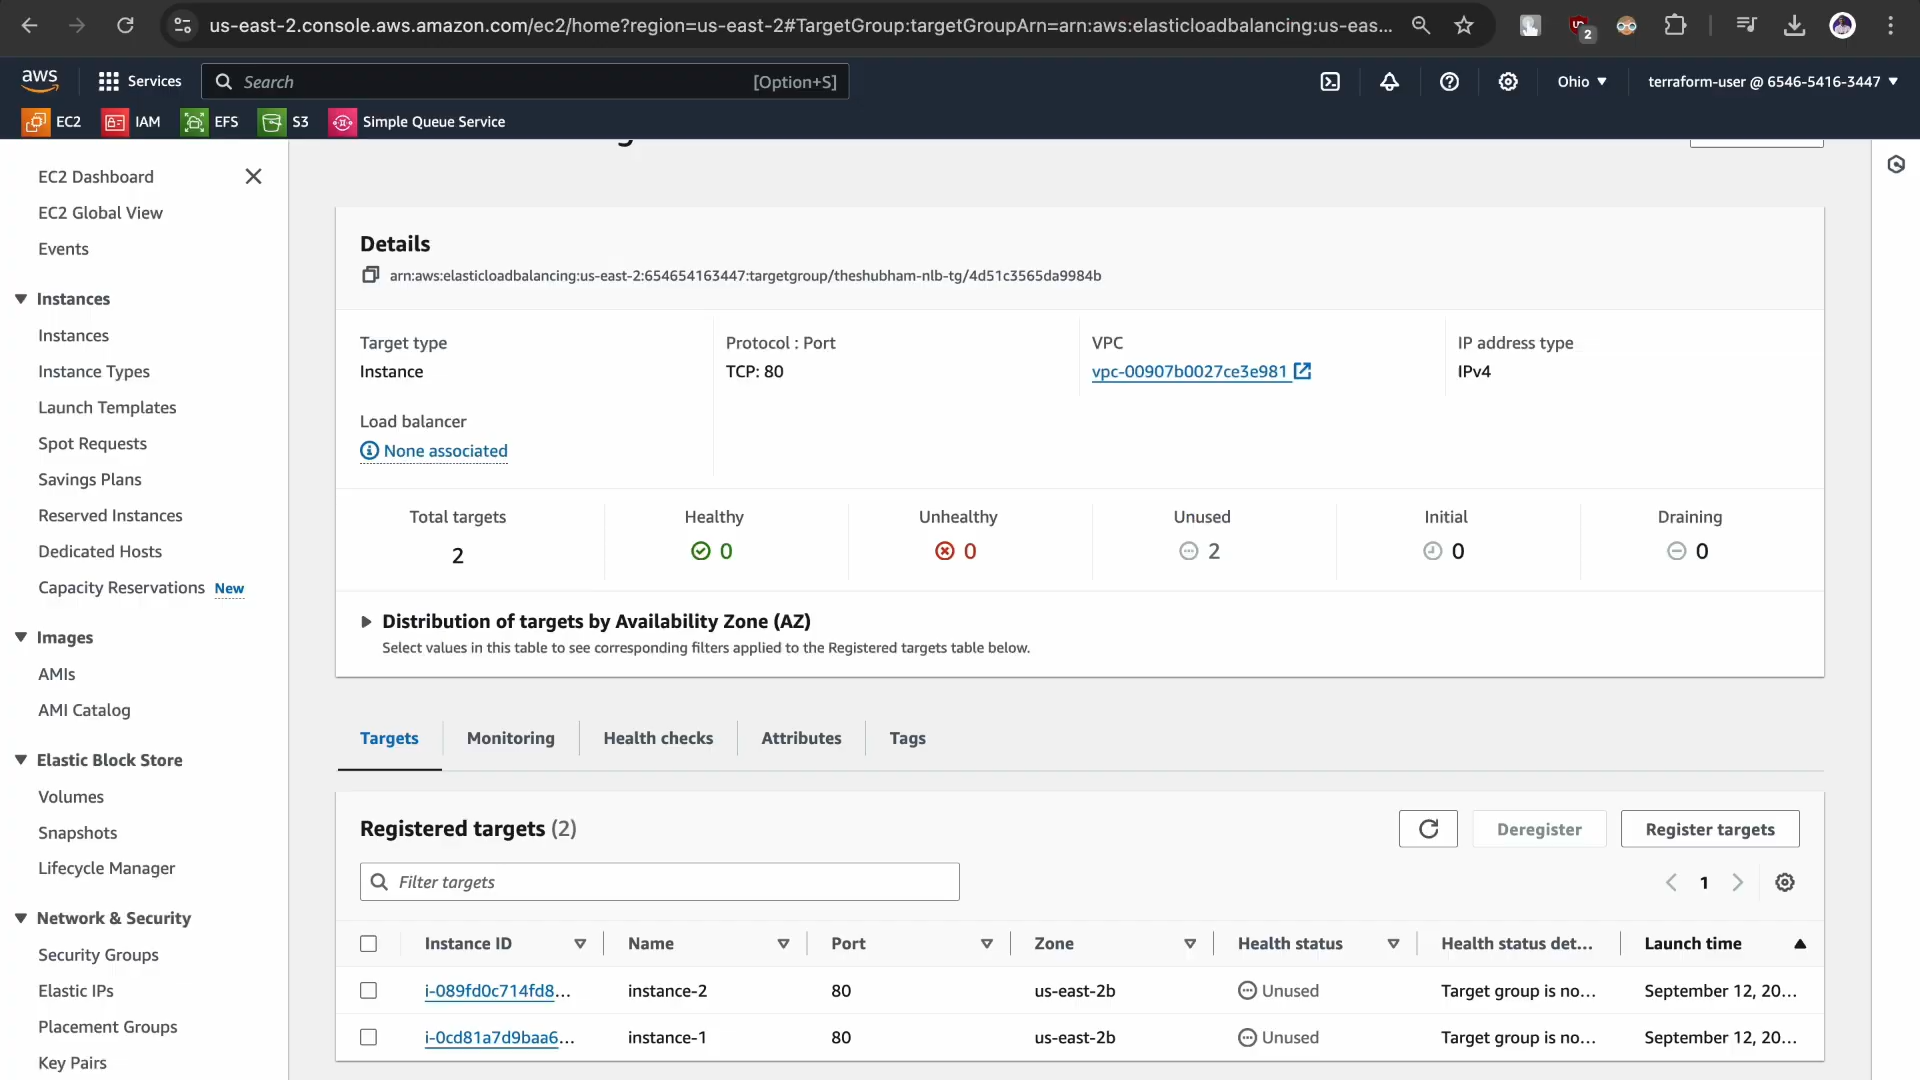 us-east-2.console.aws.amazon.com/ec2/home?region=us-east-2#TargetGroup:targetGroupArn=arn:aws:elasticloadbalancing:us-eas...
2
aws
Services
Search
[Option+S]
Ohio
terraform-user @ 6546-5416-3447
EC2
IAM
EFS
S3
Simple Queue Service
EC2 Dashboard
EC2 Global View
Events
Instances
Instances
Instance Types
Launch Templates
Spot Requests
Savings Plans
Reserved Instances
Dedicated Hosts
Capacity Reservations New
Images
AMIs
AMI Catalog
Elastic Block Store
Volumes
Snapshots
Lifecycle Manager
Network & Security
Security Groups
Elastic IPs
Placement Groups
Key Pairs
Details
arn:aws:elasticloadbalancing:us-east-2:654654163447:targetgroup/theshubham-nlb-tg/4d51c3565da9984b
Target type
Instance
Protocol : Port
TCP: 80
VPC
vpc-00907b0027ce3e981
IP address type
IPv4
Load balancer
None associated
Total targets
2
Healthy
0
Unhealthy
0
Unused
2
Initial
0
Draining
0
Distribution of targets by Availability Zone (AZ)
Select values in this table to see corresponding filters applied to the Registered targets table below.
Targets
Monitoring
Health checks
Attributes
Tags
Registered targets (2)
Deregister
Register targets
Filter targets
1
Instance ID Name Port Zone Health status Health status det... Launch time
i-089fd0c714fd8... instance-2 80 us-east-2b Unused Target group is no... September 12, 20...
i-0cd81a7d9baa6... instance-1 80 us-east-2b Unused Target group is no... September 12, 20...